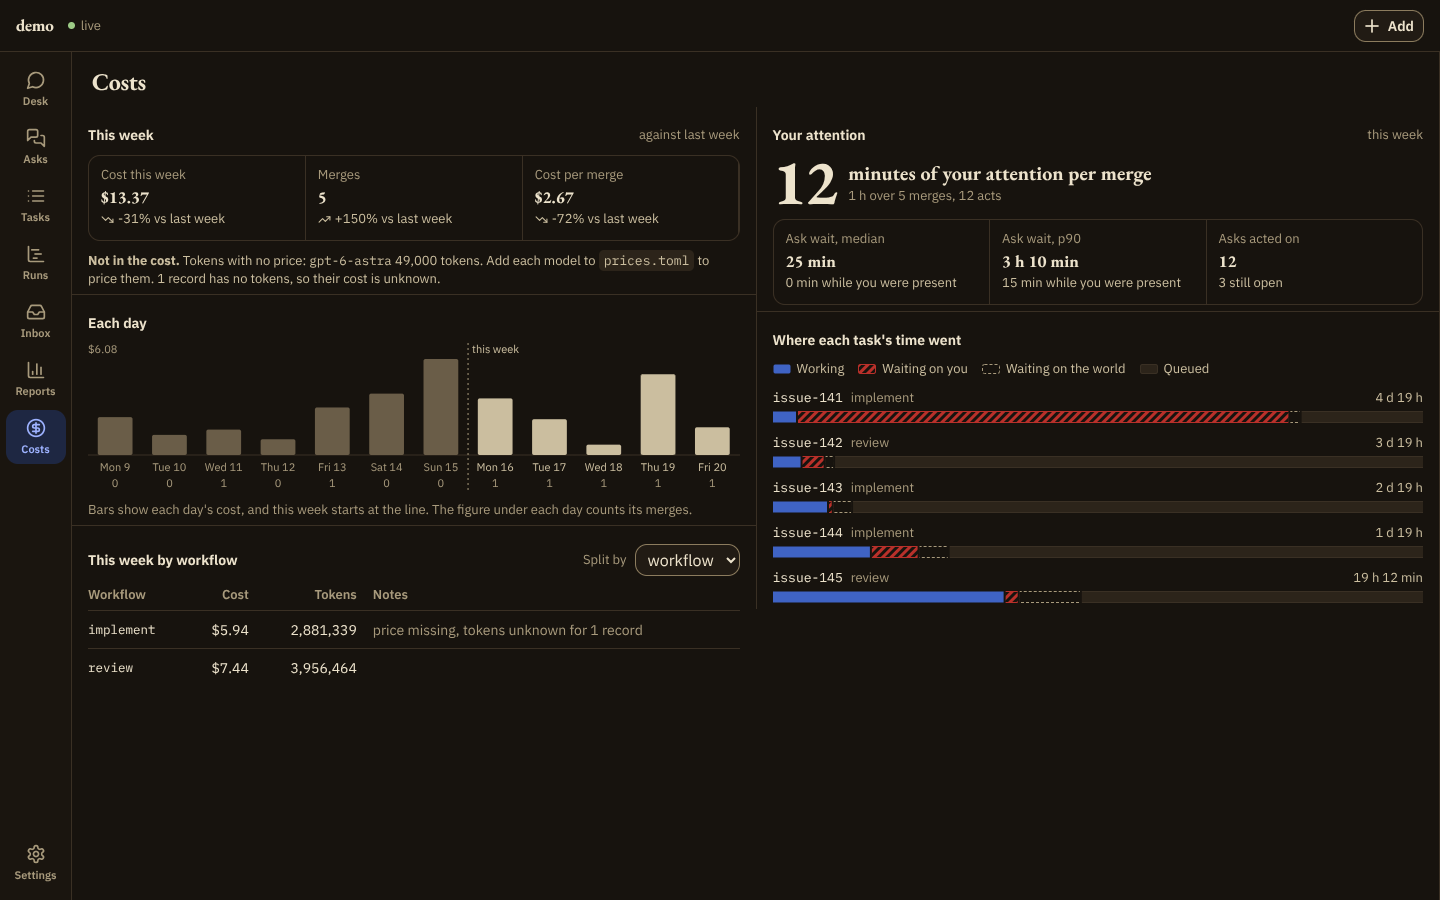 demo
live
Add
Desk
Asks
Tasks
Runs
Inbox
Reports
Costs
Settings
Costs
This week
against last week
Cost this week
$13.37
-31% vs last week
Merges
5
+150% vs last week
Cost per merge
$2.67
-72% vs last week
Not in the cost. Tokens with no price: gpt-6-astra 49,000 tokens. Add each model to prices.toml to
price them. 1 record has no tokens, so their cost is unknown.
Each day
$6.08
this week
Mon 9 Tue 10 Wed 11 Thu 12 Fri 13 Sat 14 Sun 15 Mon 16 Tue 17 Wed 18 Thu 19 Fri 20
0 0 1 0 1 0 0 1 1 1 1 1
Bars show each day's cost, and this week starts at the line. The figure under each day counts its merges.
This week by workflow
Split by workflow
Workflow Cost Tokens Notes
implement $5.94 2,881,339 price missing, tokens unknown for 1 record
review $7.44 3,956,464
Your attention
this week
12 minutes of your attention per merge
1 h over 5 merges, 12 acts
Ask wait, median
25 min
0 min while you were present
Ask wait, p90
3 h 10 min
15 min while you were present
Asks acted on
12
3 still open
Where each task's time went
Working Waiting on you Waiting on the world Queued
issue-141 implement 4 d 19 h
issue-142 review 3 d 19 h
issue-143 implement 2 d 19 h
issue-144 implement 1 d 19 h
issue-145 review 19 h 12 min